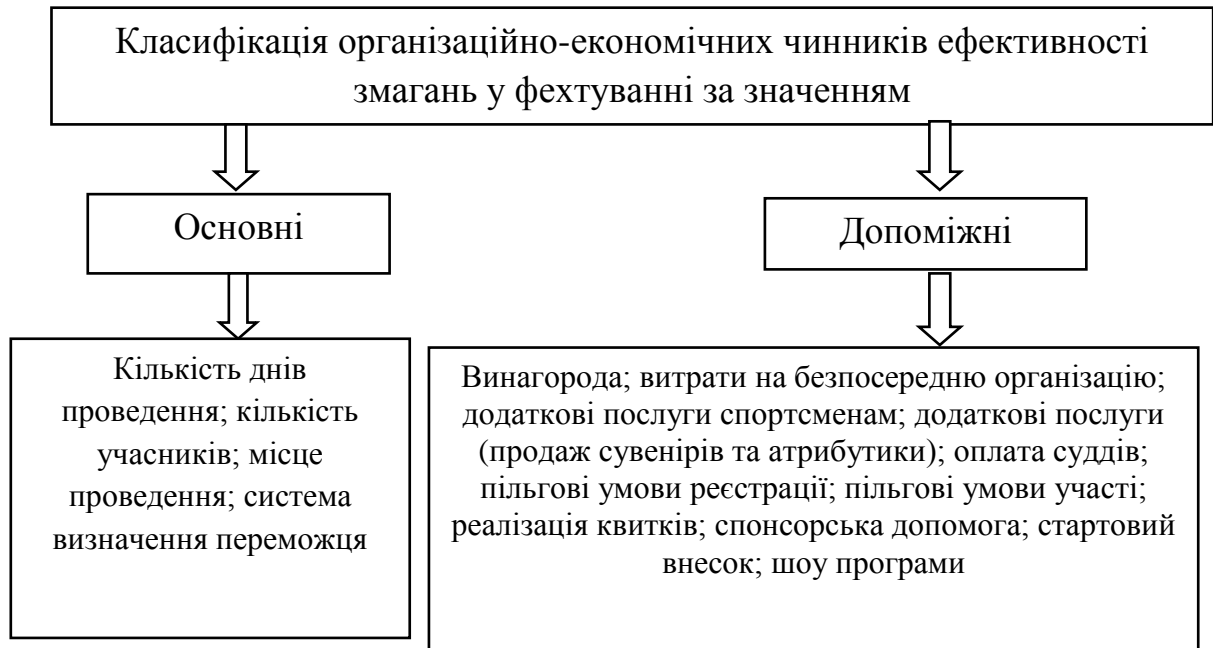 Класифікація організаційно-економічних чинників ефективності
змагань у фехтуванні за значенням
Основні
Допоміжні
Кількість днів
проведення; кількість
учасників; місце
проведення; система
визначення переможця
Винагорода; витрати на безпосередню організацію;
додаткові послуги спортсменам; додаткові послуги
(продаж сувенірів та атрибутики); оплата суддів;
пільгові умови реєстрації; пільгові умови участі;
реалізація квитків; спонсорська допомога; стартовий
внесок; шоу програми